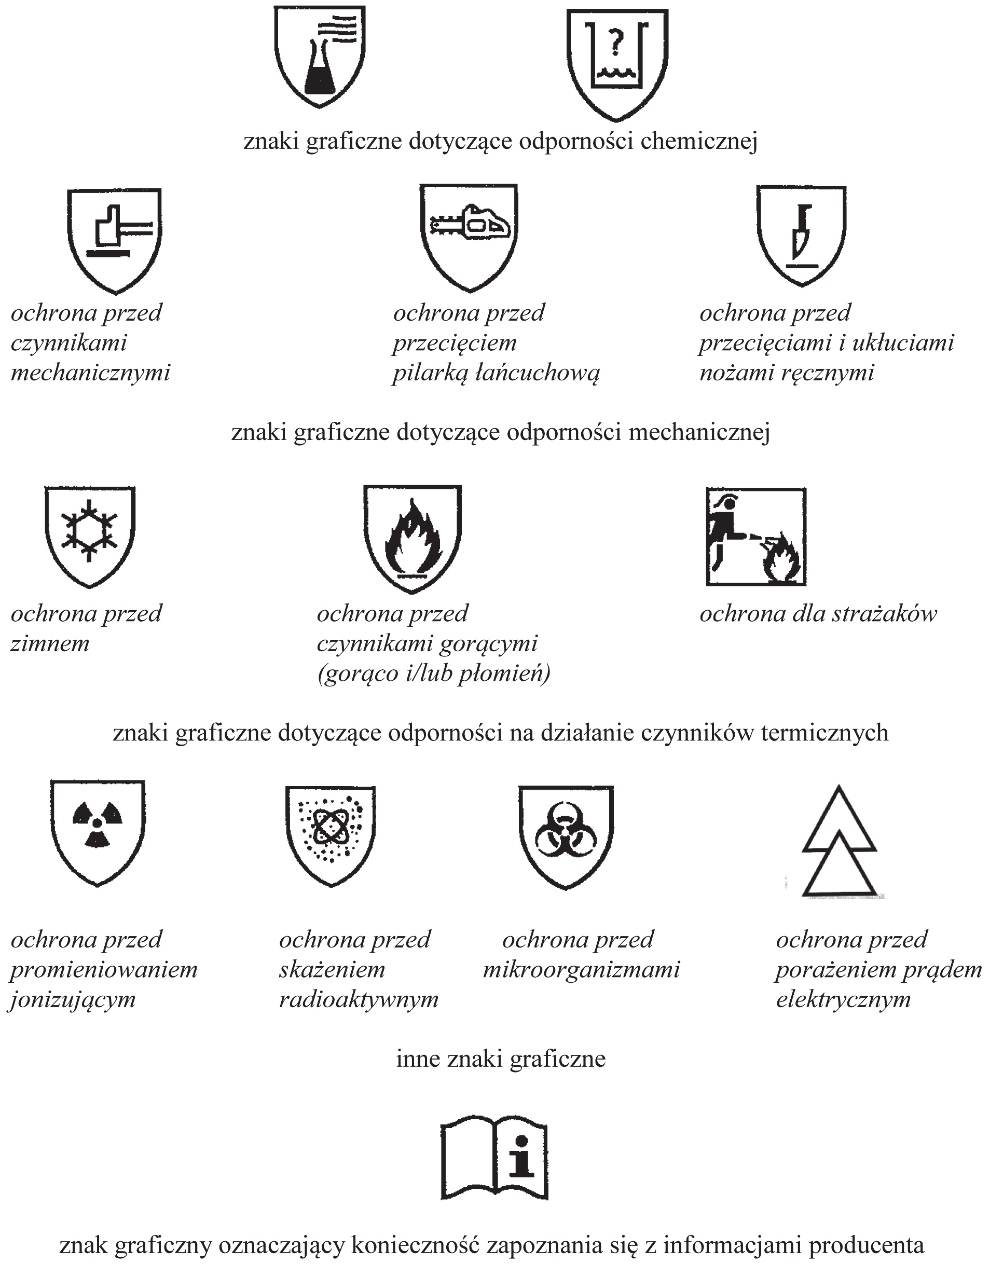 ?
znaki graficzne dotyczące odporności chemicznej
ochrona przed
czynnikami
mechanicznymi
ochrona przed
przecięciem
pilarką łańcuchową
ochrona przed
przecięciami i ukłuciami
nożami ręcznymi
znaki graficzne dotyczące odporności mechanicznej
ochrona przed
zimnem
ochrona przed
czynnikami gorącymi
(gorąco i/lub płomień)
ochrona dla strażaków
znaki graficzne dotyczące odporności na działanie czynników termicznych
ochrona przed
promieniowaniem
jonizującym
ochrona przed
skażeniem
radioaktywnym
ochrona przed
mikroorganizmami
ochrona przed
porażeniem prądem
elektrycznym
inne znaki graficzne
i
znak graficzny oznaczający konieczność zapoznania się z informacjami producenta